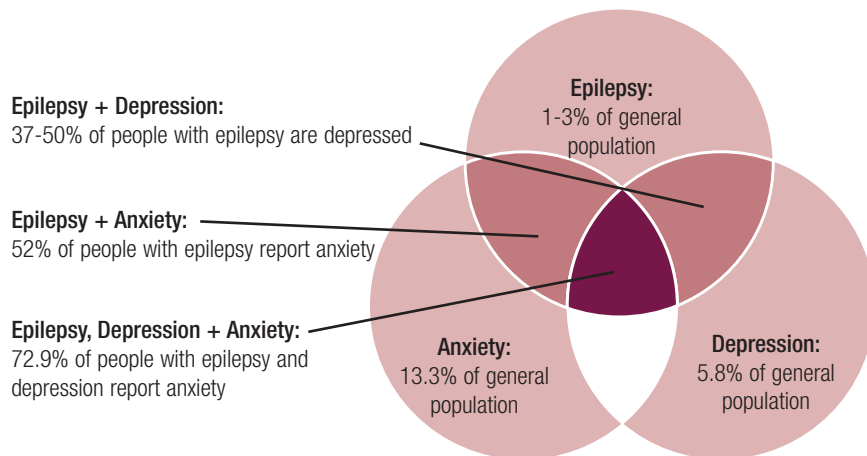 Epilepsy + Depression:
37-50% of people with epilepsy are depressed
Epilepsy + Anxiety:
52% of people with epilepsy report anxiety
Epilepsy, Depression + Anxiety:
72.9% of people with epilepsy and
depression report anxiety
Epilepsy:
1-3% of general
population
Anxiety:
13.3% of general
population
Depression:
5.8% of general
population